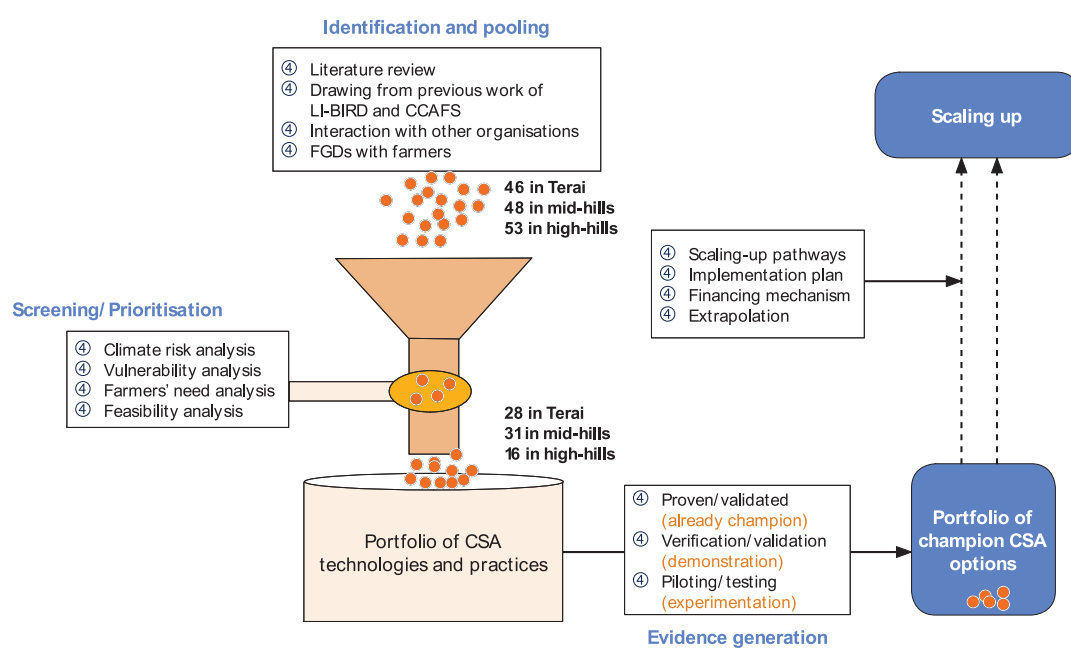 Identification and pooling
④ Literature review
④ Drawing from previous work of
LI-BIRD and CCAFS
④ Interaction with other organisations
④ FGDs with farmers
46 in Terai
48 in mid-hills
53 in high-hills
Scaling up
④ Scaling-up pathways
④ Implementation plan
④ Financing mechanism
④ Extrapolation
Screening/ Prioritisation
④ Climate risk analysis
④ Vulnerability analysis
④ Farmers' need analysis
④ Feasibility analysis
28 in Terai
31 in mid-hills
16 in high-hills
Portfolio of CSA
technologies and practices
④ Proven/ validated
(already champion)
④ Verification/ validation
(demonstration)
④ Piloting/ testing
(experimentation)
Evidence generation
Portfolio of
champion CSA
options